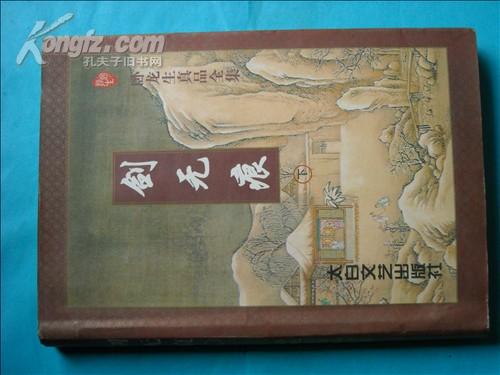 Kongfz.com
孔夫子旧书网
卧龙生真品全集
剑无痕
下
太白文艺出版社